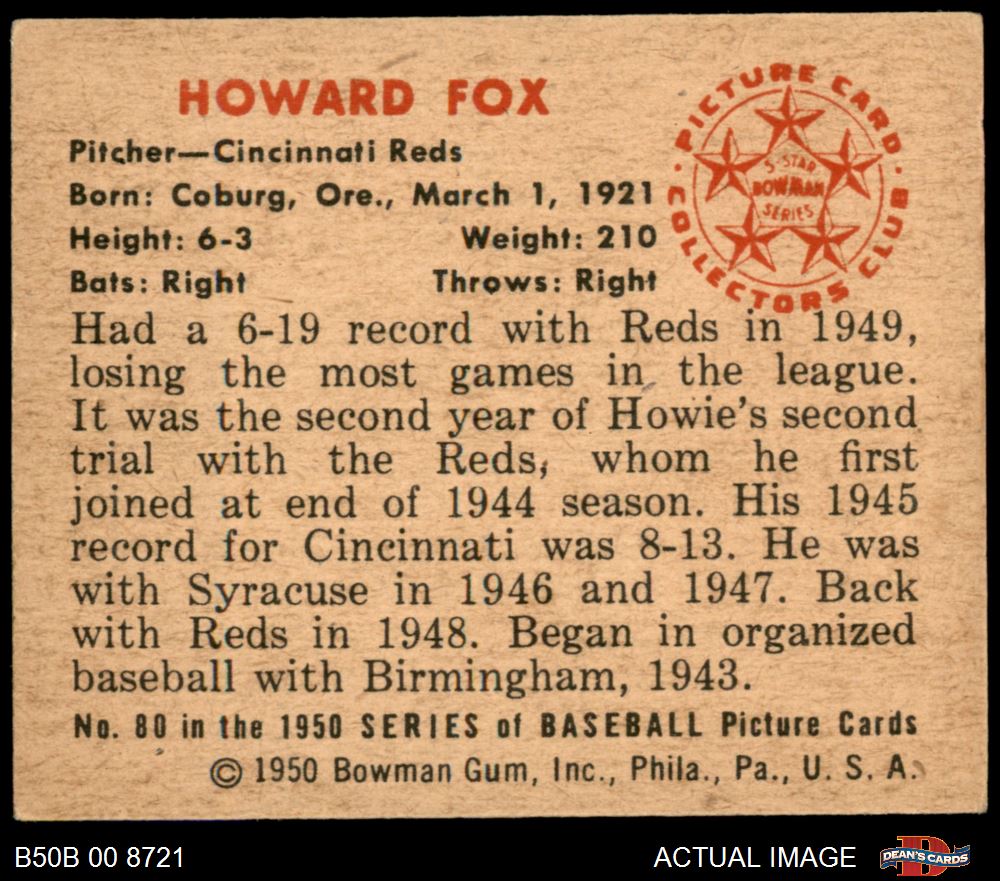 HOWARD FOX
Pitcher—Cincinnati Reds
Born: Coburg, Ore., March 1, 1921
Height: 6-3 Weight: 210
Bats: Right Throws: Right
PICTURE CARD
COLLECTORS CLUB
5-STAR
BOWMAN
SERIES
Had a 6-19 record with Reds in 1949,
losing the most games in the league.
It was the second year of Howie's second
trial with the Reds, whom he first
joined at end of 1944 season. His 1945
record for Cincinnati was 8-13. He was
with Syracuse in 1946 and 1947. Back
with Reds in 1948. Began in organized
baseball with Birmingham, 1943.
No. 80 in the 1950 SERIES of BASEBALL Picture Cards
© 1950 Bowman Gum, Inc., Phila., Pa., U. S. A.
B50B 00 8721 ACTUAL IMAGE
D
DEAN'S CARDS